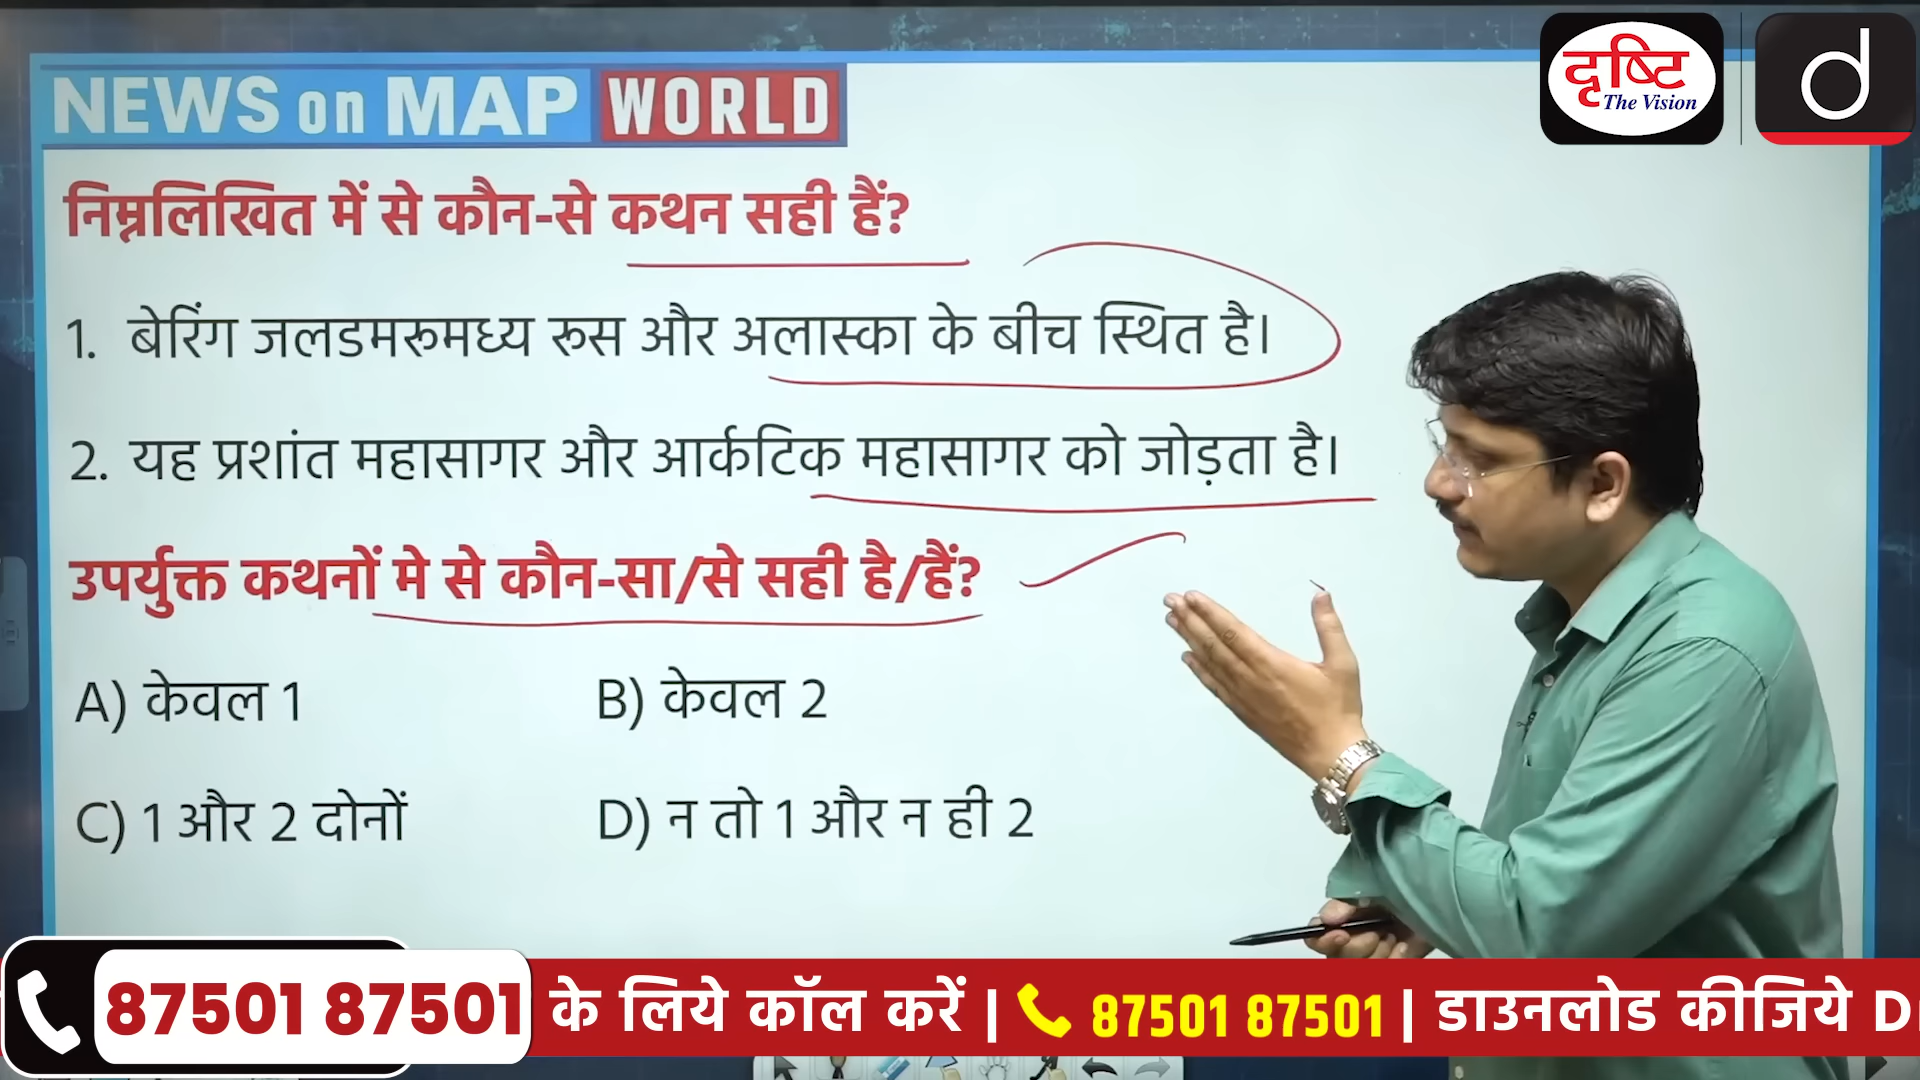 NEWS on MAP WORLD
दृष्टि
The Vision
d
निम्नलिखित में से कौन-से कथन सही हैं?
1. बेरिंग जलडमरूमध्य रूस और अलास्का के बीच स्थित है।
2. यह प्रशांत महासागर और आर्कटिक महासागर को जोड़ता है।
उपर्युक्त कथनों मे से कौन-सा/से सही है/हैं?
A) केवल 1
B) केवल 2
C) 1 और 2 दोनों
D) न तो 1 और न ही 2
87501 87501 के लिये कॉल करें | 87501 87501 | डाउनलोड कीजिये